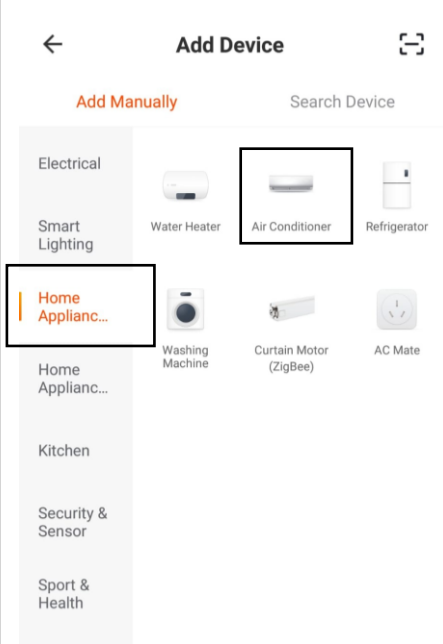 Add Device
Add Manually
Search Device
Electrical
Smart
Lighting
Home
Applianc...
Home
Applianc...
Kitchen
Security &
Sensor
Sport &
Health
Water Heater
Air Conditioner
Refrigerator
Washing
Machine
Curtain Motor
(ZigBee)
AC Mate